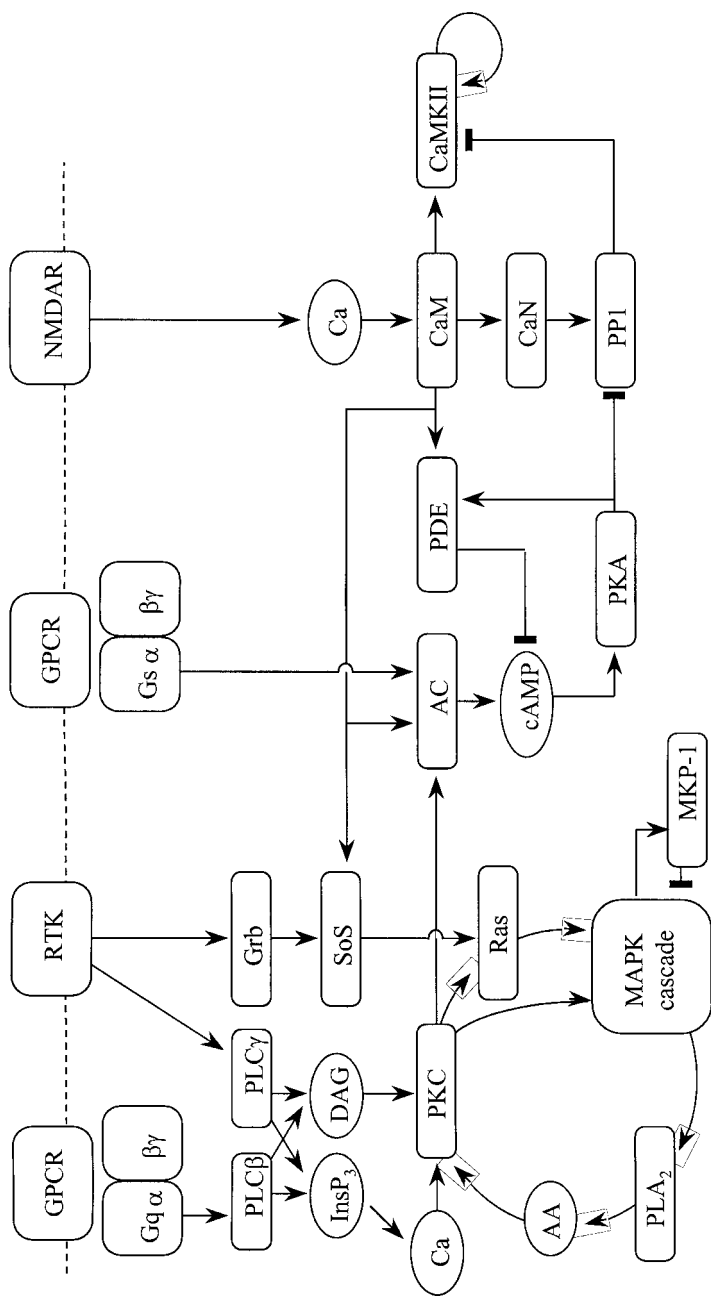 GPCR
RTK
GPCR
NMDAR
Gq α
βγ
Gs α
βγ
PLCβ
PLCγ
Grb
InsP3
DAG
SoS
Ca
Ca
PKC
AC
PDE
CaM
CaMKII
Ras
cAMP
CaN
AA
PLA2
MAPK
cascade
MKP-1
PKA
PP1